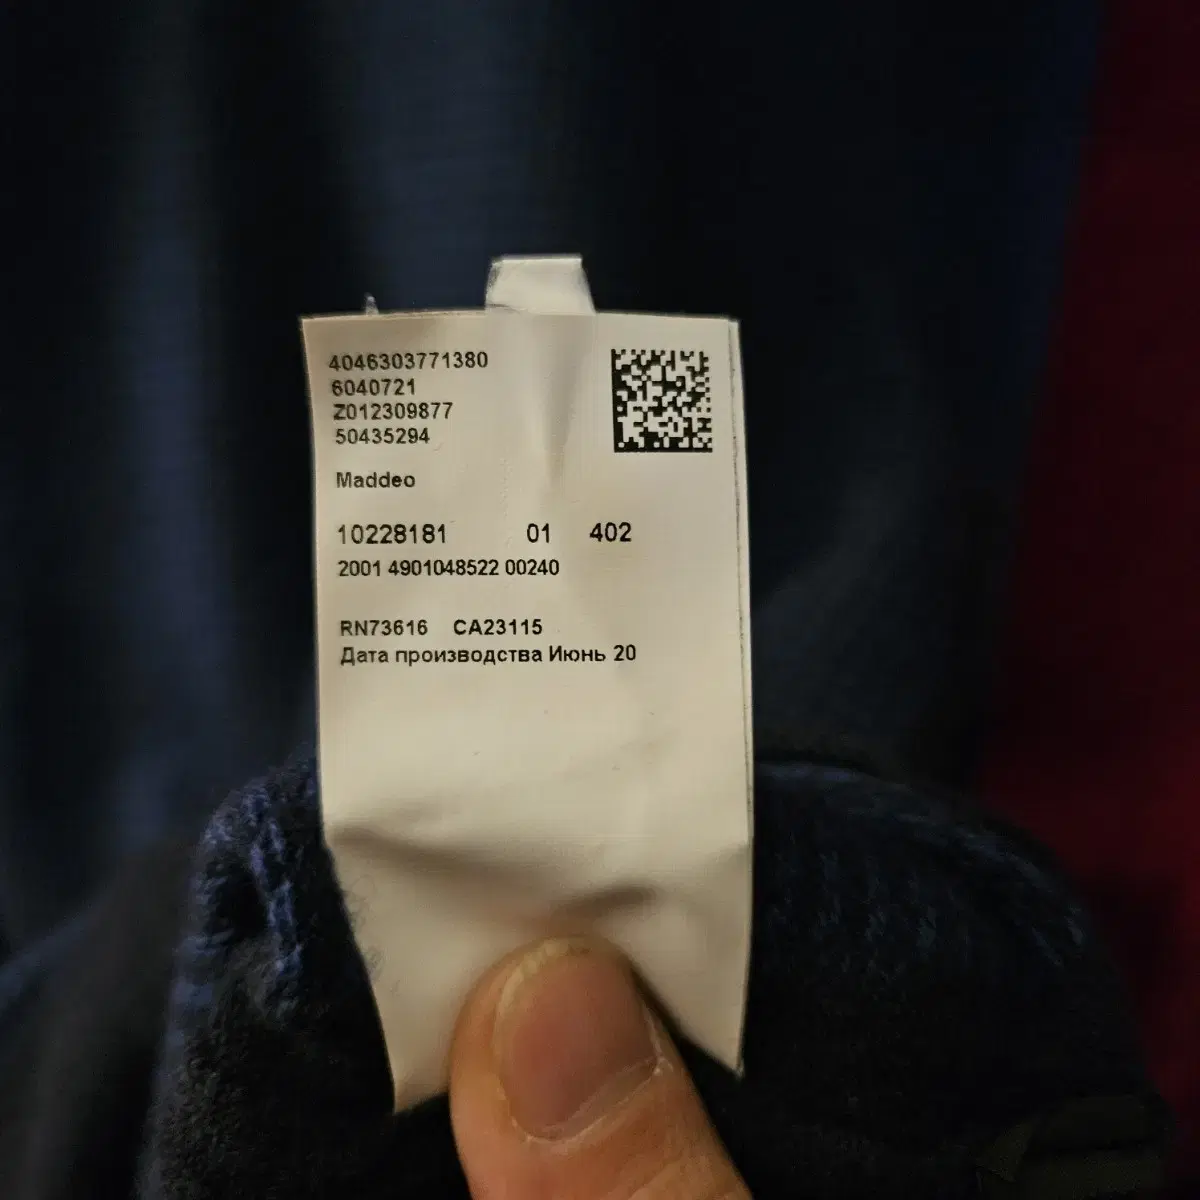 4046303771380
6040721
Z012309877
50435294
Maddeo
10228181 01 402
2001 4901048522 00240
RN73616 CA23115
Дата производства Июнь 20